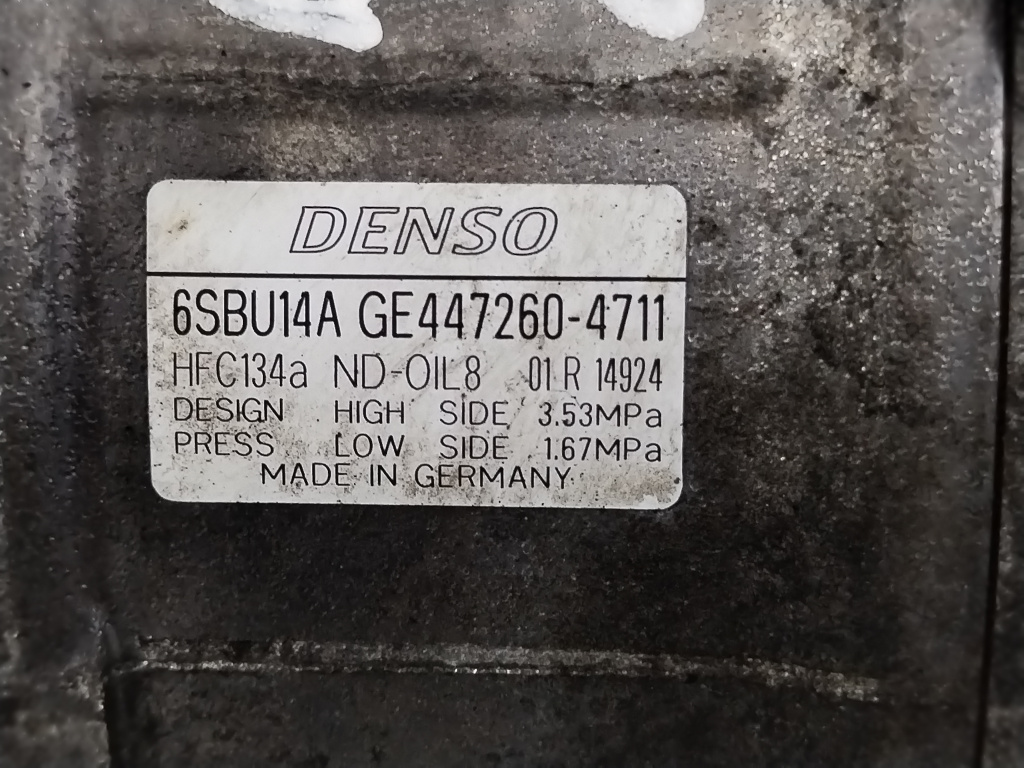 DENSO
6SBU14A GE447260-4711
HFC134a ND-OIL8 01 R 14924
DESIGN HIGH SIDE 3.53MPa
PRESS LOW SIDE 1.67MPa
MADE IN GERMANY